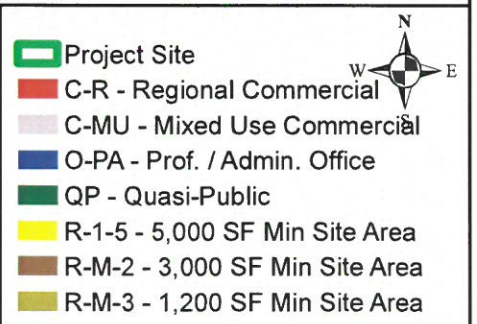 N
W E
S
Project Site
C-R - Regional Commercial
C-MU - Mixed Use Commercial
O-PA - Prof. / Admin. Office
QP - Quasi-Public
R-1-5 - 5,000 SF Min Site Area
R-M-2 - 3,000 SF Min Site Area
R-M-3 - 1,200 SF Min Site Area